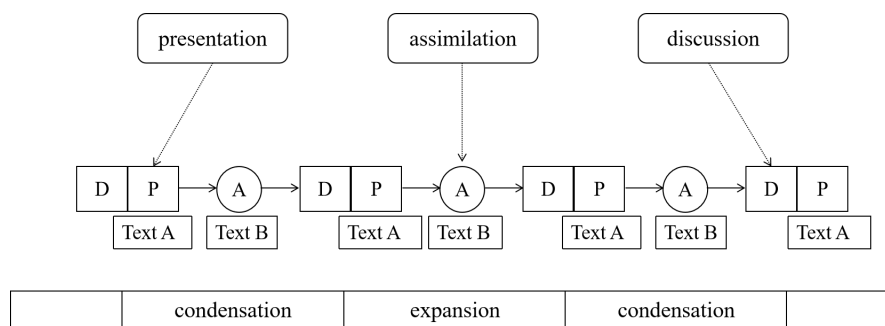 presentation assimilation discussion
D P A D P A D P A D P
Text A Text B Text A Text B Text A Text B Text A
condensation expansion condensation